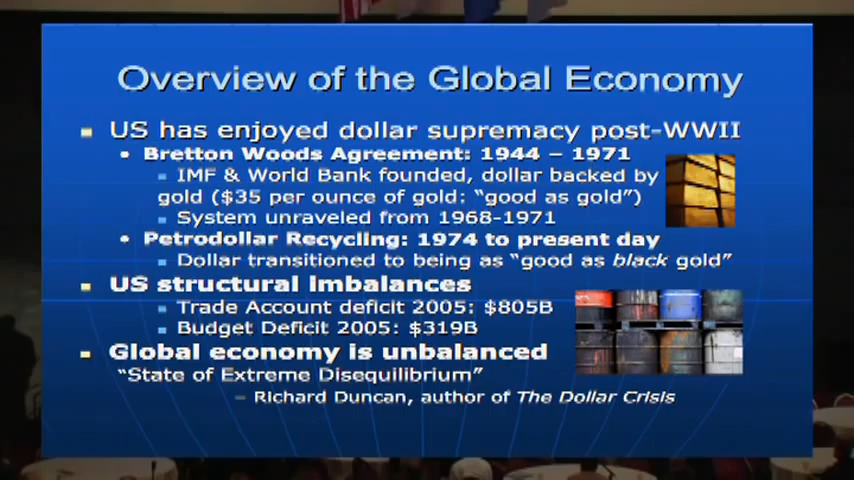 Overview of the Global Economy
US has enjoyed dollar supremacy post-WWII
Bretton Woods Agreement: 1944 – 1971
IMF & World Bank founded, dollar backed by
gold ($35 per ounce of gold: “good as gold”)
System unraveled from 1968-1971
Petrodollar Recycling: 1974 to present day
Dollar transitioned to being as “good as black gold”
US structural imbalances
Trade Account deficit 2005: $805B
Budget Deficit 2005: $319B
Global economy is unbalanced
“State of Extreme Disequilibrium”
– Richard Duncan, author of The Dollar Crisis